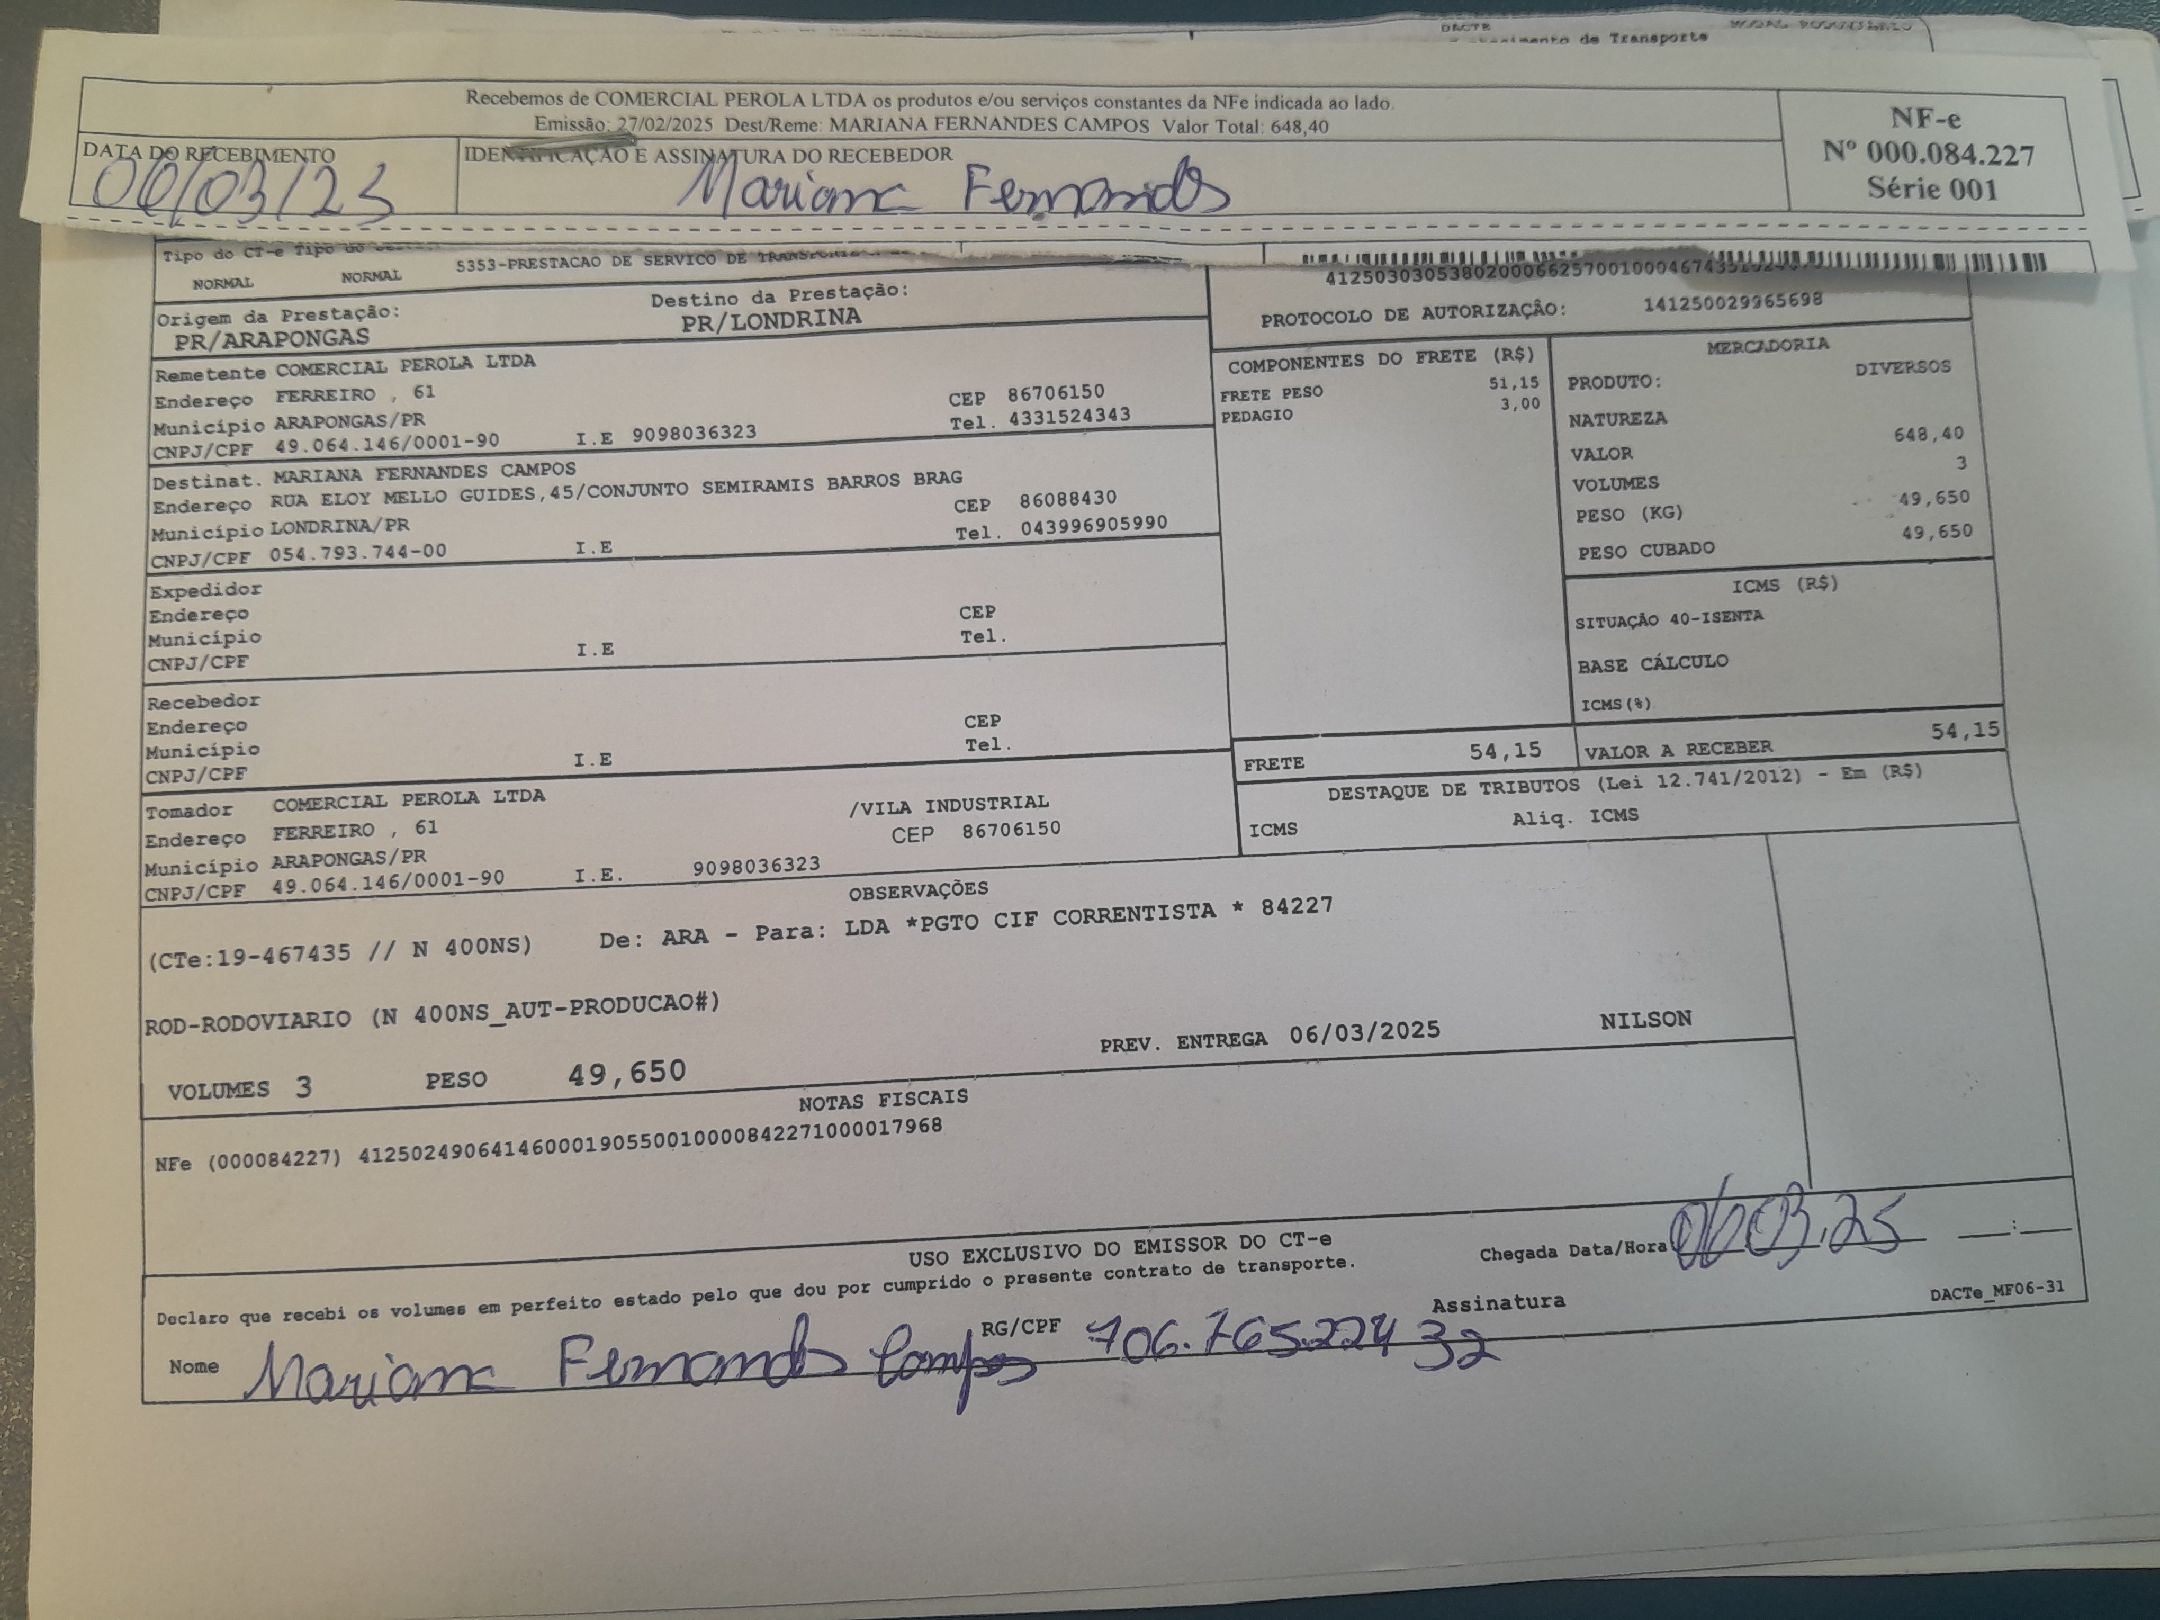 DACTE
de Transporte
Recebemos de COMERCIAL PEROLA LTDA os produtos e/ou serviços constantes da NFe indicada ao lado.
Emissão: 27/02/2025 Dest/Reme: MARIANA FERNANDES CAMPOS Valor Total: 648,40
NF-e
Nº 000.084.227
Série 001
DATA DO RECEBIMENTO
06/03/25
IDENTIFICAÇÃO E ASSINATURA DO RECEBEDOR
Mariana Fernandes
Tipo do CT-e Tipo do
NORMAL NORMAL
5353-PRESTACAO DE SERVICO DE
PROTOCOLO DE AUTORIZAÇÃO: 141250029965698
Origem da Prestação:
PR/ARAPONGAS
Destino da Prestação:
PR/LONDRINA
Remetente COMERCIAL PEROLA LTDA
Endereço FERREIRO , 61 CEP 86706150
Município ARAPONGAS/PR Tel. 4331524343
CNPJ/CPF 49.064.146/0001-90 I.E 9098036323
Destinat. MARIANA FERNANDES CAMPOS
Endereço RUA ELOY MELLO GUIDES,45/CONJUNTO SEMIRAMIS BARROS BRAG
CEP 86088430
Município LONDRINA/PR Tel. 043996905990
CNPJ/CPF 054.793.744-00 I.E
Expedidor
Endereço CEP
Município Tel.
CNPJ/CPF I.E
Recebedor
Endereço CEP
Município Tel.
CNPJ/CPF I.E
Tomador COMERCIAL PEROLA LTDA /VILA INDUSTRIAL
Endereço FERREIRO , 61 CEP 86706150
Município ARAPONGAS/PR
CNPJ/CPF 49.064.146/0001-90 I.E. 9098036323
COMPONENTES DO FRETE (R$)
FRETE PESO 51,15
PEDAGIO 3,00
FRETE 54,15
MERCADORIA
PRODUTO: DIVERSOS
NATUREZA
VALOR 648,40
VOLUMES 3
PESO (KG) 49,650
PESO CUBADO 49,650
ICMS (R$)
SITUAÇÃO 40-ISENTA
BASE CÁLCULO
ICMS(%)
VALOR A RECEBER 54,15
DESTAQUE DE TRIBUTOS (Lei 12.741/2012) - Em (R$)
ICMS Aliq. ICMS
OBSERVAÇÕES
(CTe:19-467435 // N 400NS) De: ARA - Para: LDA *PGTO CIF CORRENTISTA * 84227
ROD-RODOVIARIO (N 400NS_AUT-PRODUCAO#)
PREV. ENTREGA 06/03/2025 NILSON
VOLUMES 3 PESO 49,650
NOTAS FISCAIS
NFe (000084227) 41250249064146000190550010000842271000017968
USO EXCLUSIVO DO EMISSOR DO CT-e
Chegada Data/Hora 06.03.25 __:__
Declaro que recebi os volumes em perfeito estado pelo que dou por cumprido o presente contrato de transporte.
DACTe_MF06-31
Nome Mariana Fernandes Campos RG/CPF 706.765.224 32 Assinatura